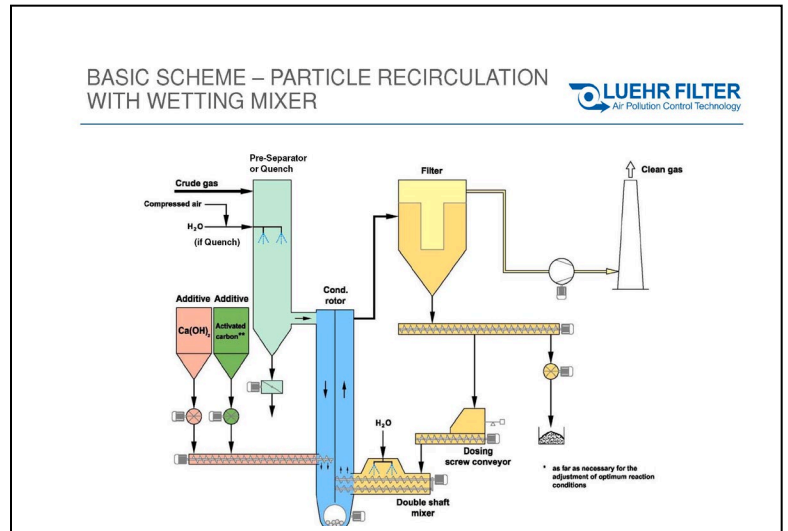 BASIC SCHEME – PARTICLE RECIRCULATION
WITH WETTING MIXER
LUEHR FILTER
Air Pollution Control Technology
Pre-Separator
or Quench
Crude gas
Compressed air
H₂O
(if Quench)
Filter
Clean gas
Cond.
rotor
Additive
Additive
Ca(OH)₂
Activated
carbon**
H₂O
Dosing
screw conveyor
Double shaft
mixer
* as far as necessary for the
adjustment of optimum reaction
conditions